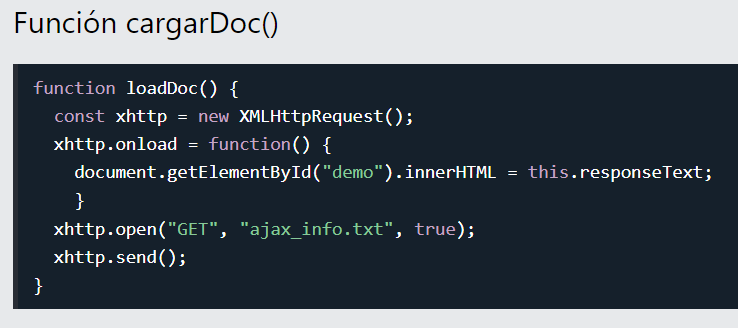 Función cargarDoc()
function loadDoc() {
  const xhttp = new XMLHttpRequest();
  xhttp.onload = function() {
    document.getElementById("demo").innerHTML = this.responseText;
    }
  xhttp.open("GET", "ajax_info.txt", true);
  xhttp.send();
}